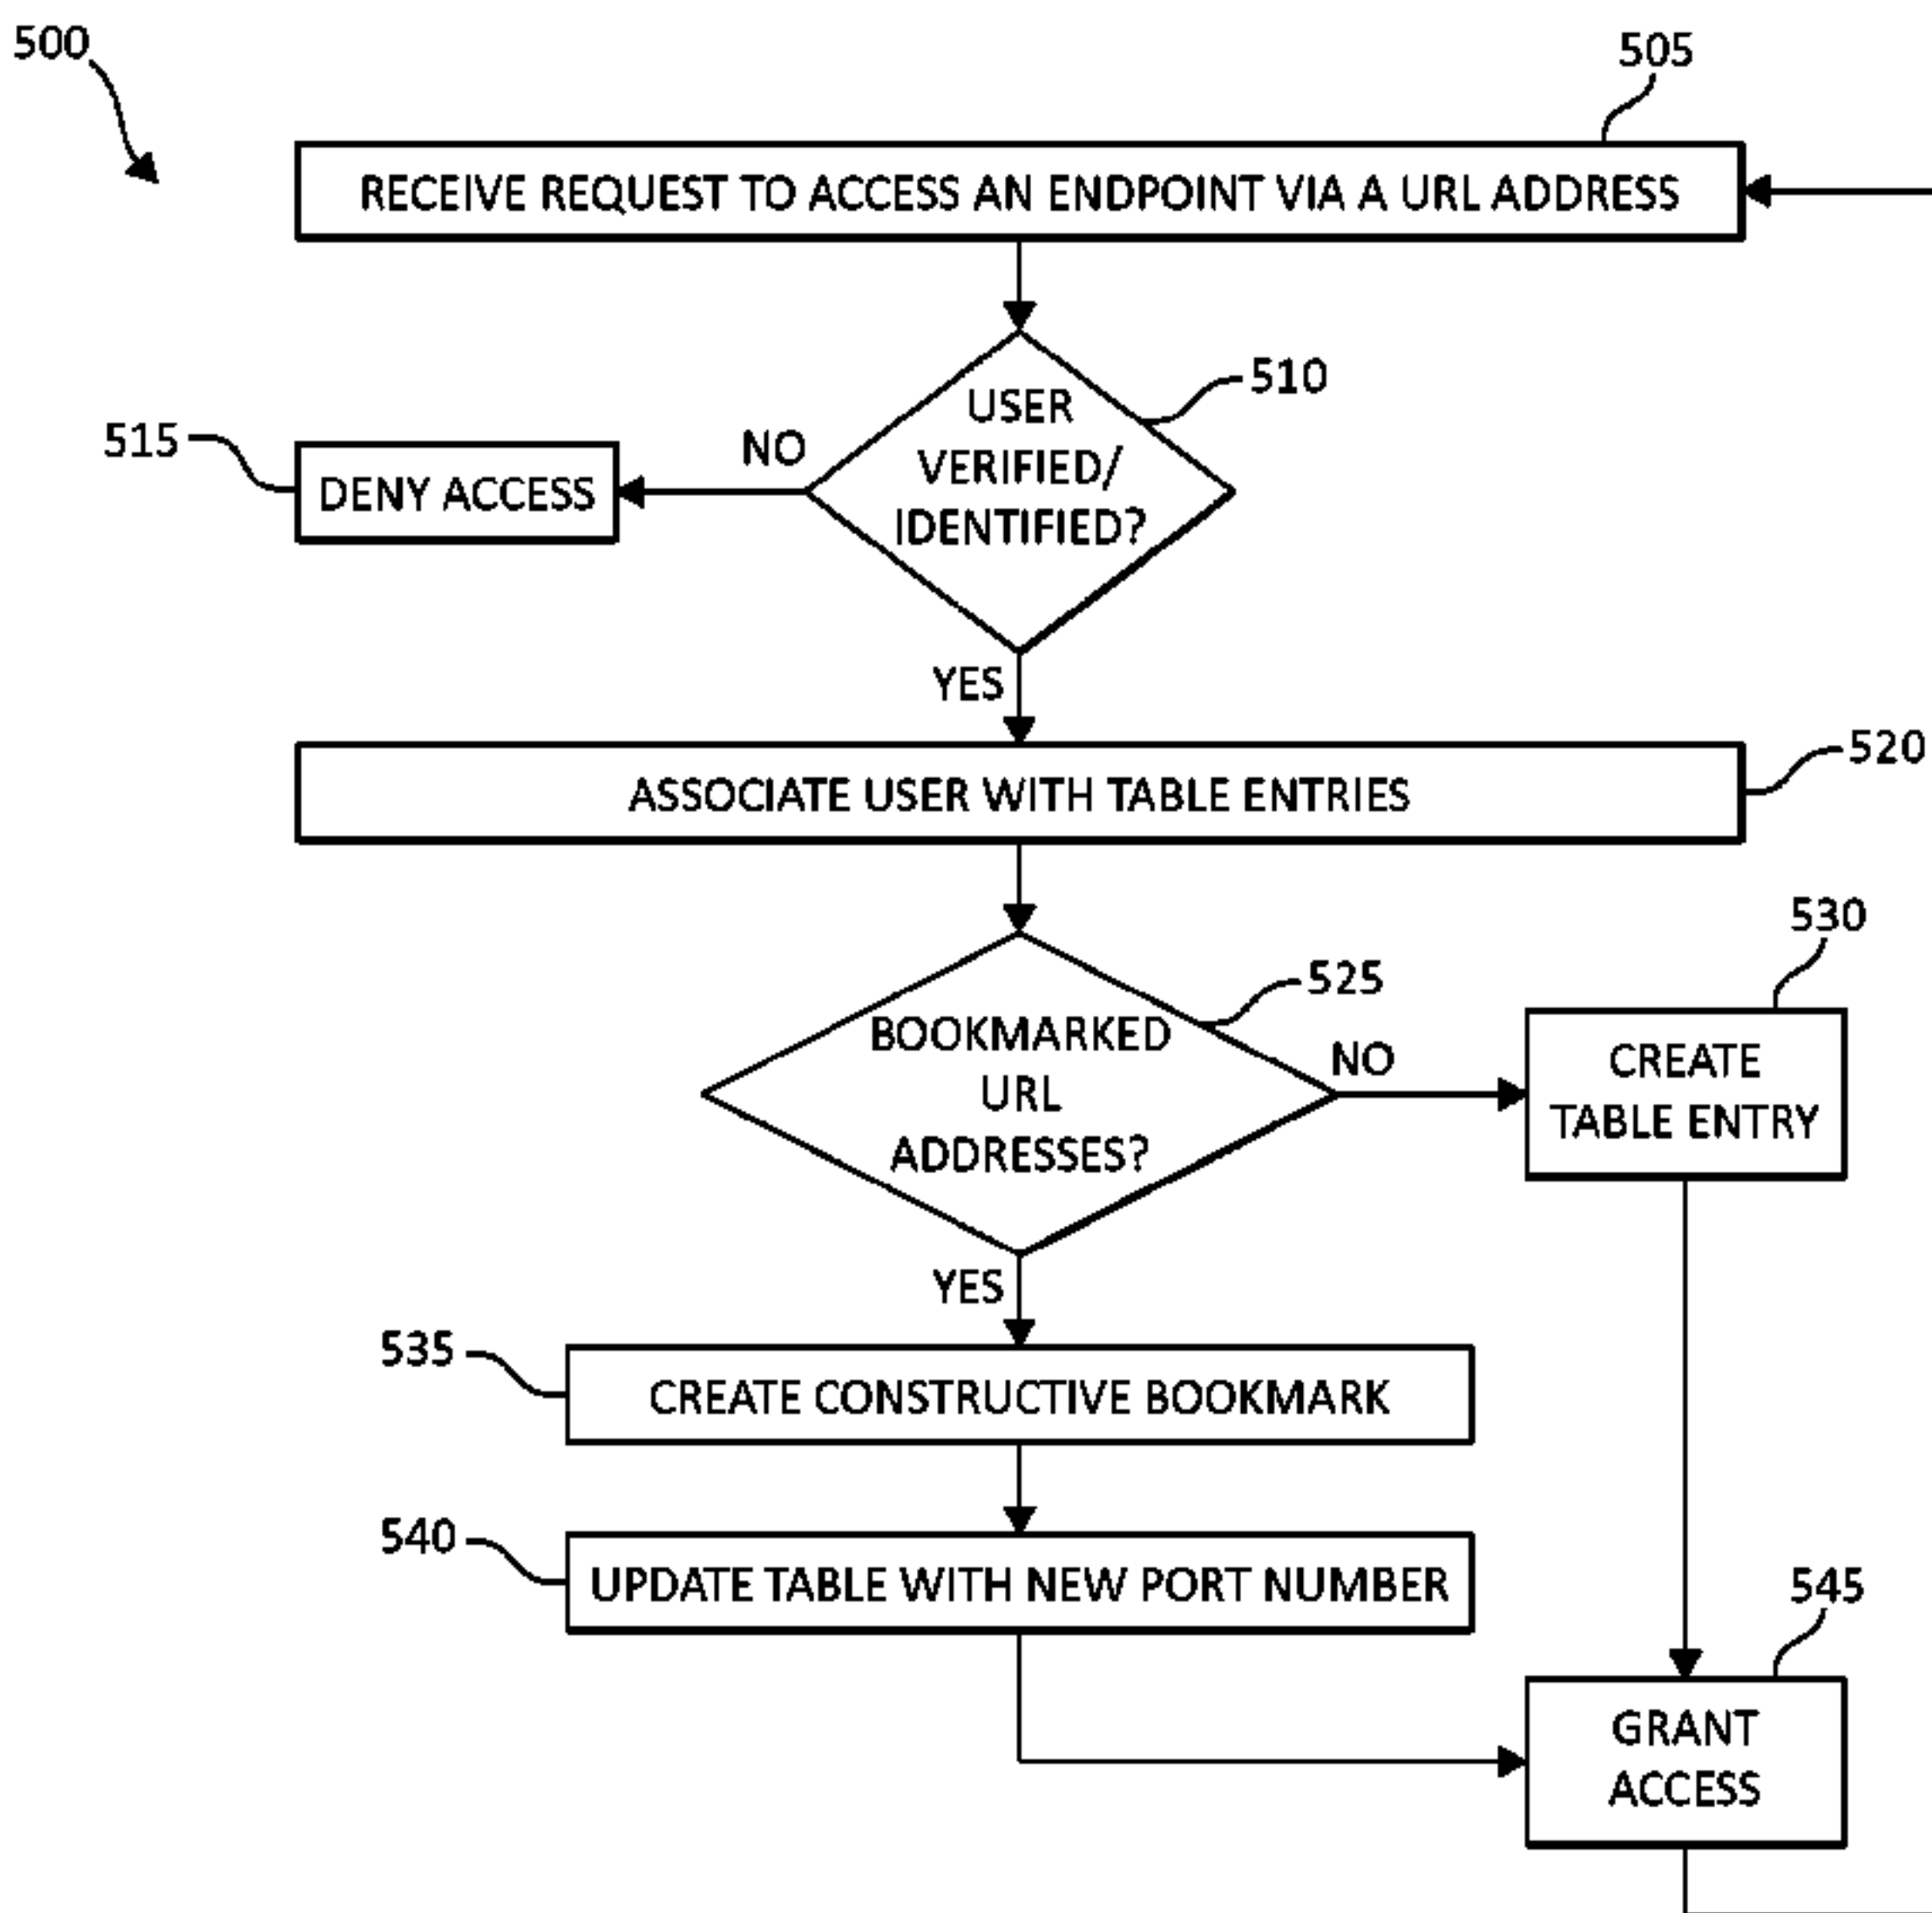 500
505
RECEIVE REQUEST TO ACCESS AN ENDPOINT VIA A URL ADDRESS
510
USER
VERIFIED/
IDENTIFIED?
515
NO
DENY ACCESS
YES
520
ASSOCIATE USER WITH TABLE ENTRIES
530
525
BOOKMARKED
URL
ADDRESSES?
NO
CREATE
TABLE ENTRY
YES
535
CREATE CONSTRUCTIVE BOOKMARK
540
UPDATE TABLE WITH NEW PORT NUMBER
545
GRANT
ACCESS